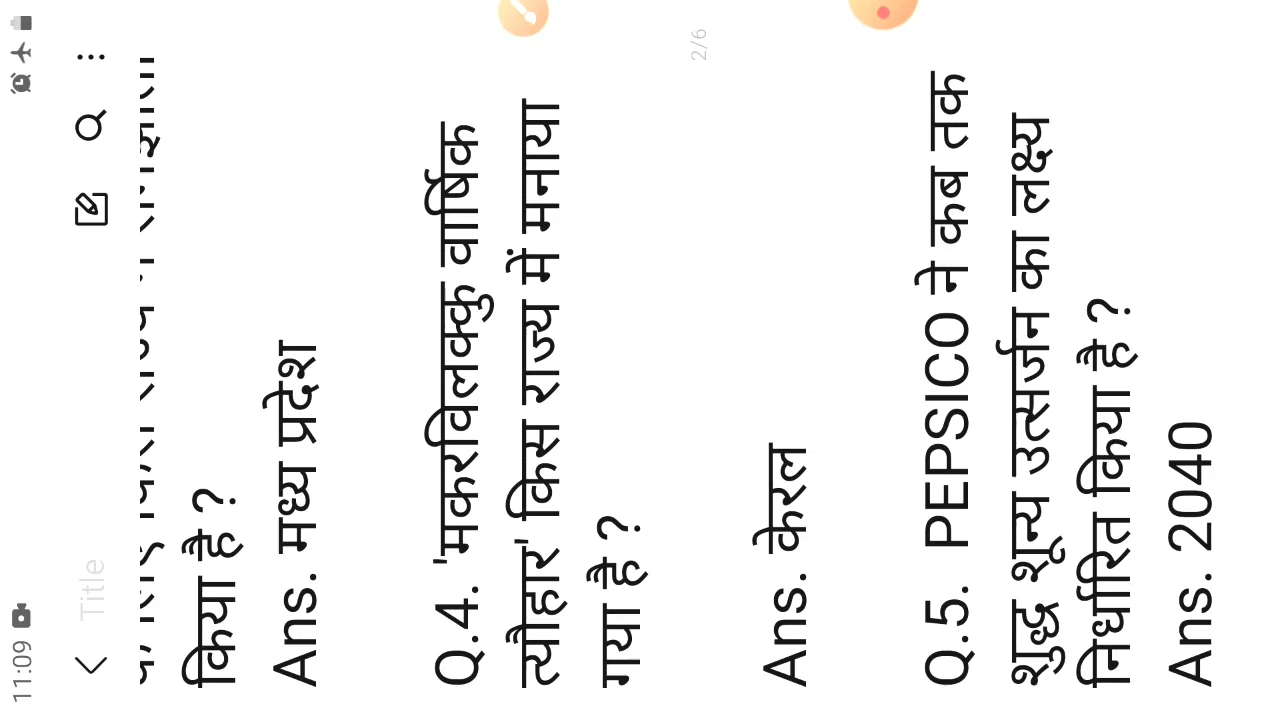 11:09
Title
किया है ?
Ans. मध्य प्रदेश
Q.4. 'मकरविलक्कु वार्षिक
त्यौहार' किस राज्य में मनाया
गया है ?
2/6
Ans. केरल
Q.5. PEPSICO ने कब तक
शुद्ध शून्य उत्सर्जन का लक्ष्य
निर्धारित किया है ?
Ans. 2040